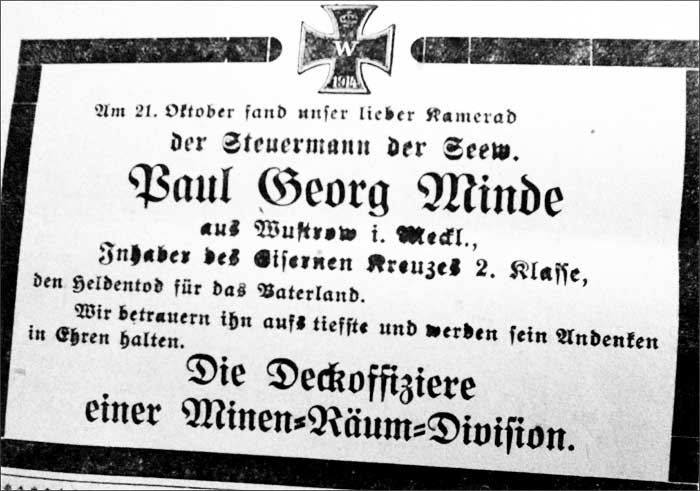 W
1914
Am 21. Oktober fand unser lieber Kamerad
der Steuermann der Seew.
Paul Georg Minde
aus Wustrow i. Meckl.,
Inhaber des Eisernen Kreuzes 2. Klasse,
den Heldentod für das Vaterland.
Wir betrauern ihn aufs tiefste und werden sein Andenken
in Ehren halten.
Die Deckoffiziere
einer Minen-Räum-Division.